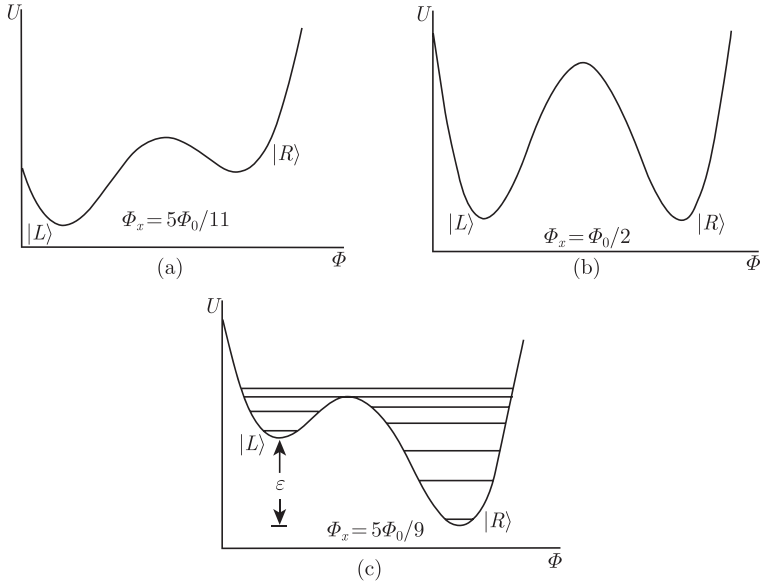 U
|L⟩
|R⟩
Φₓ = 5Φ₀/11
Φ
(a)
U
|L⟩
|R⟩
Φₓ = Φ₀/2
Φ
(b)
U
|L⟩
ε
|R⟩
Φₓ = 5Φ₀/9
Φ
(c)